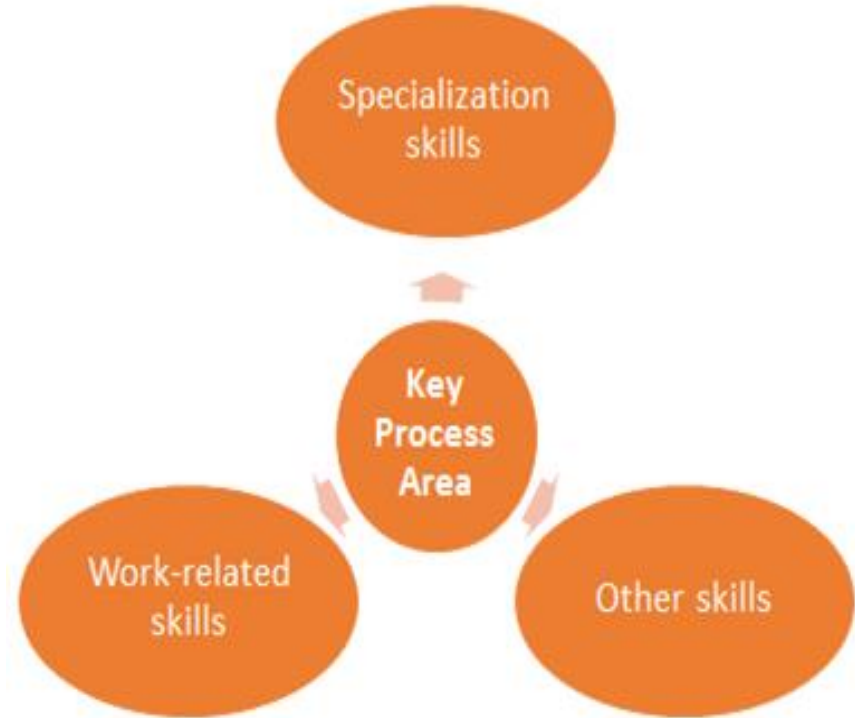 Specialization
skills
Key
Process
Area
Work-related
skills
Other skills